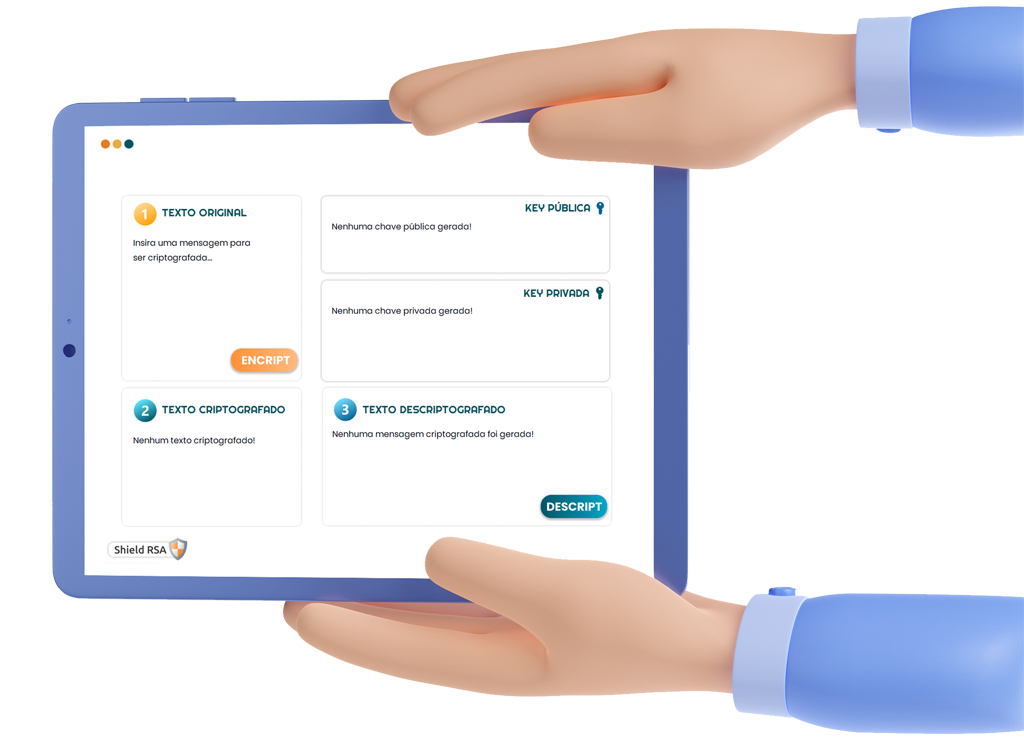 1 TEXTO ORIGINAL
Insira uma mensagem para
ser criptografada...
ENCRIPT
KEY PÚBLICA
Nenhuma chave pública gerada!
KEY PRIVADA
Nenhuma chave privada gerada!
2 TEXTO CRIPTOGRAFADO
Nenhum texto criptografado!
3 TEXTO DESCRIPTOGRAFADO
Nenhuma mensagem criptografada foi gerada!
DESCRIPT
Shield RSA